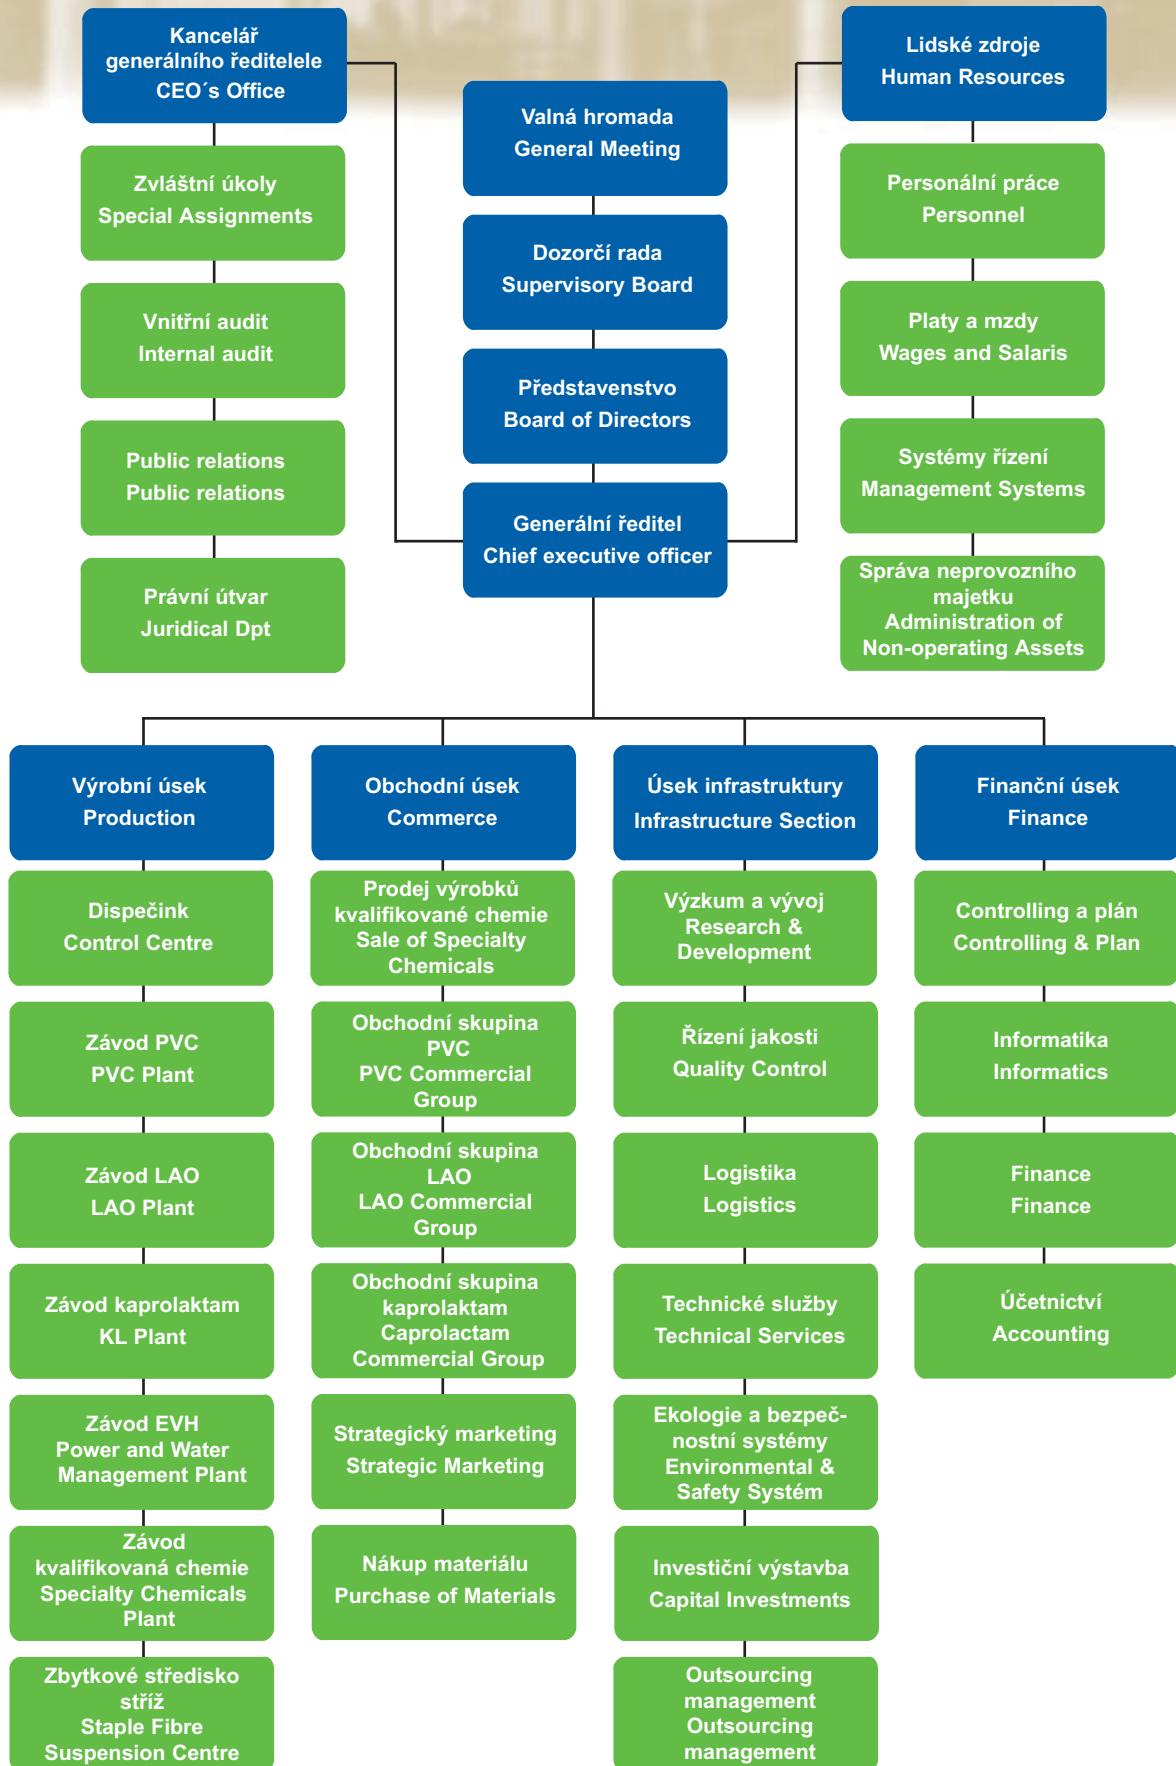 Kancelář
generálního ředitelele
CEO´s Office
Zvláštní úkoly
Special Assignments
Vnitřní audit
Internal audit
Public relations
Public relations
Právní útvar
Juridical Dpt
Valná hromada
General Meeting
Dozorčí rada
Supervisory Board
Představenstvo
Board of Directors
Generální ředitel
Chief executive officer
Lidské zdroje
Human Resources
Personální práce
Personnel
Platy a mzdy
Wages and Salaris
Systémy řízení
Management Systems
Správa neprovozního
majetku
Administration of
Non-operating Assets
Výrobní úsek
Production
Dispečink
Control Centre
Závod PVC
PVC Plant
Závod LAO
LAO Plant
Závod kaprolaktam
KL Plant
Závod EVH
Power and Water
Management Plant
Závod
kvalifikovaná chemie
Specialty Chemicals
Plant
Zbytkové středisko
stříž
Staple Fibre
Suspension Centre
Obchodní úsek
Commerce
Prodej výrobků
kvalifikované chemie
Sale of Specialty
Chemicals
Obchodní skupina
PVC
PVC Commercial
Group
Obchodní skupina
LAO
LAO Commercial
Group
Obchodní skupina
kaprolaktam
Caprolactam
Commercial Group
Strategický marketing
Strategic Marketing
Nákup materiálu
Purchase of Materials
Úsek infrastruktury
Infrastructure Section
Výzkum a vývoj
Research &
Development
Řízení jakosti
Quality Control
Logistika
Logistics
Technické služby
Technical Services
Ekologie a bezpeč-
nostní systémy
Environmental &
Safety Systém
Investiční výstavba
Capital Investments
Outsourcing
management
Outsourcing
management
Finanční úsek
Finance
Controlling a plán
Controlling & Plan
Informatika
Informatics
Finance
Finance
Účetnictví
Accounting